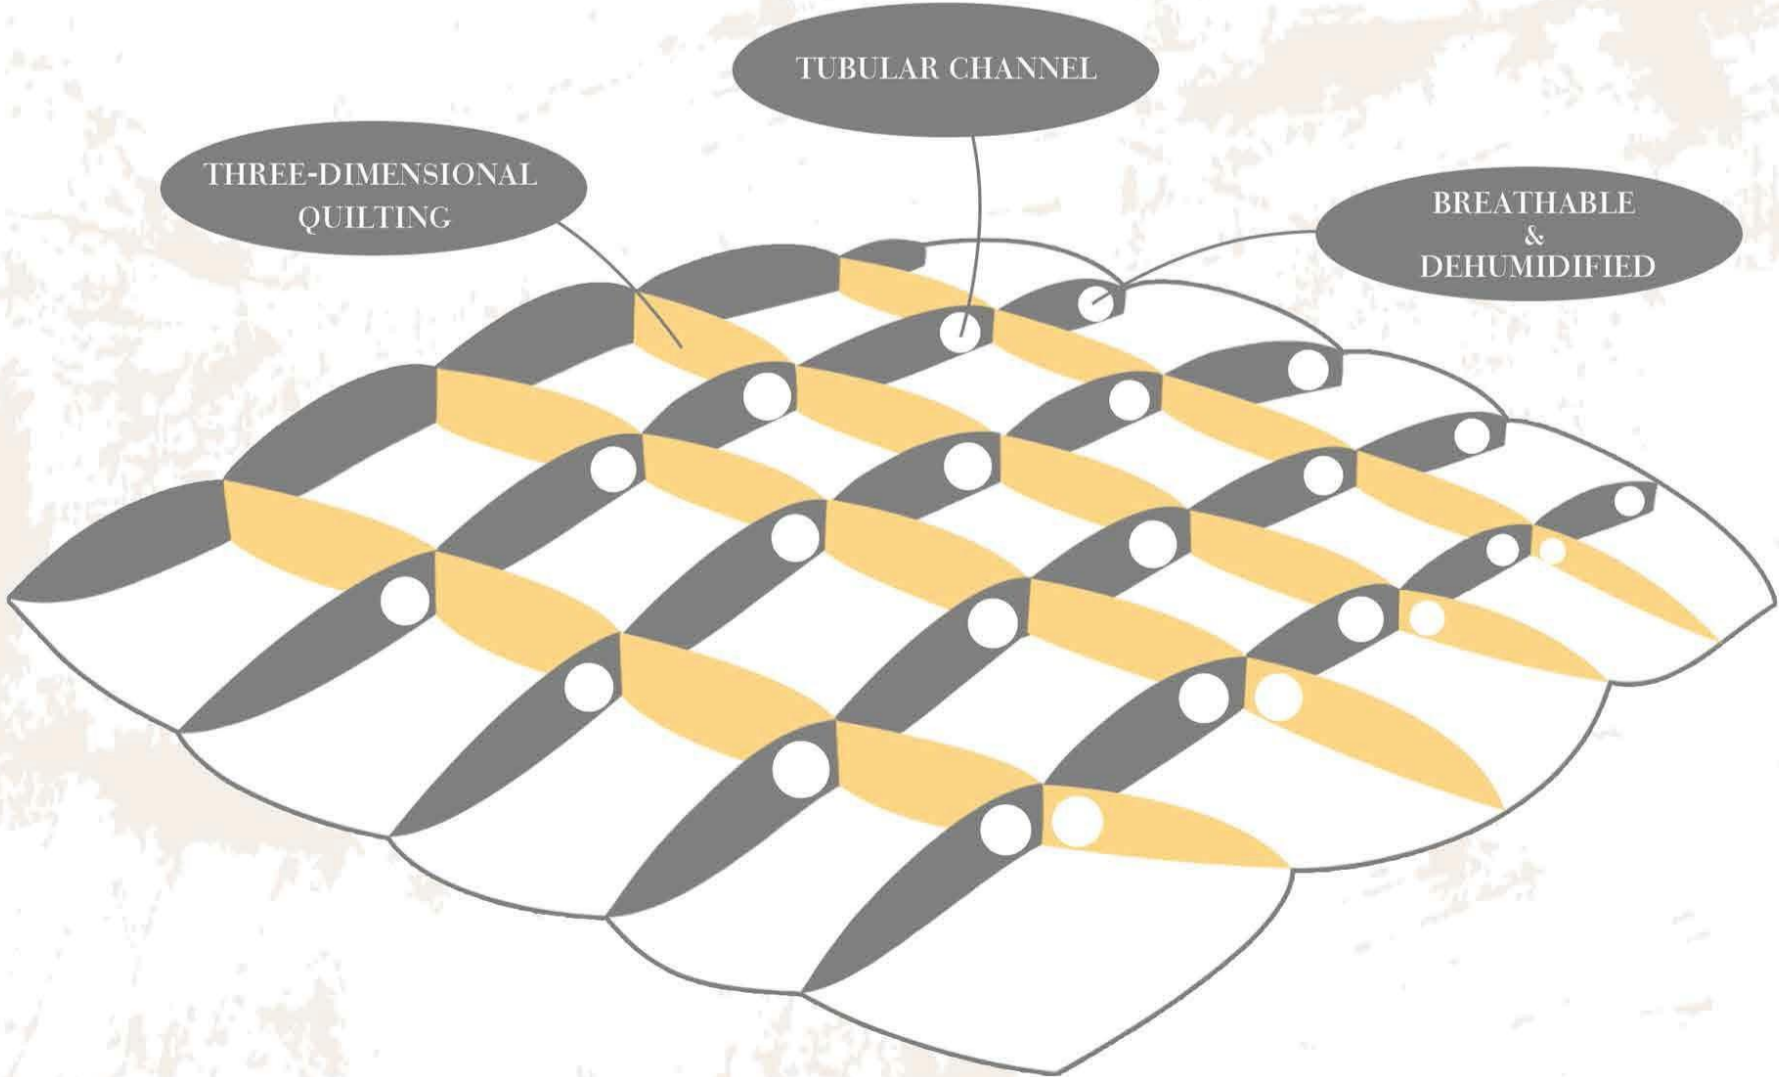 TUBULAR CHANNEL
THREE-DIMENSIONAL
QUILTING
BREATHABLE
&
DEHUMIDIFIED